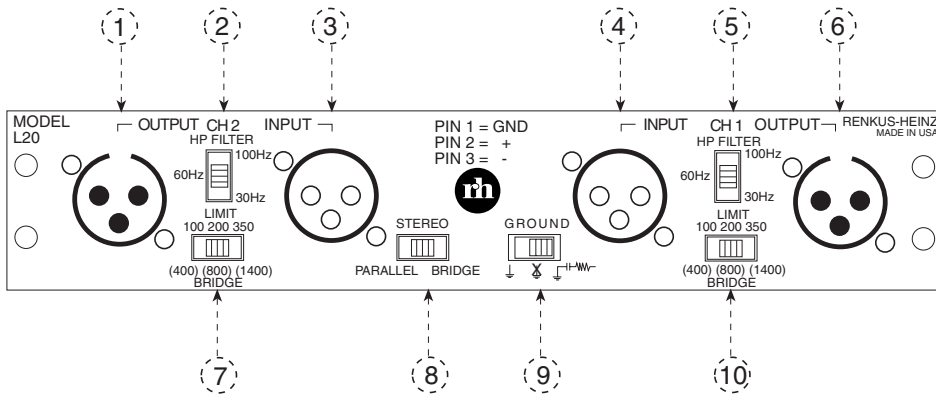 1 2 3 4 5 6
MODEL
L20
OUTPUT CH 2 INPUT
HP FILTER
100Hz
60Hz
30Hz
LIMIT
100 200 350
(400) (800) (1400)
BRIDGE
PIN 1 = GND
PIN 2 = +
PIN 3 = -
rh
STEREO
PARALLEL BRIDGE
GROUND
INPUT CH 1 OUTPUT
HP FILTER
100Hz
60Hz
30Hz
LIMIT
100 200 350
(400) (800) (1400)
BRIDGE
RENKUS-HEINZ
MADE IN USA
7 8 9 10